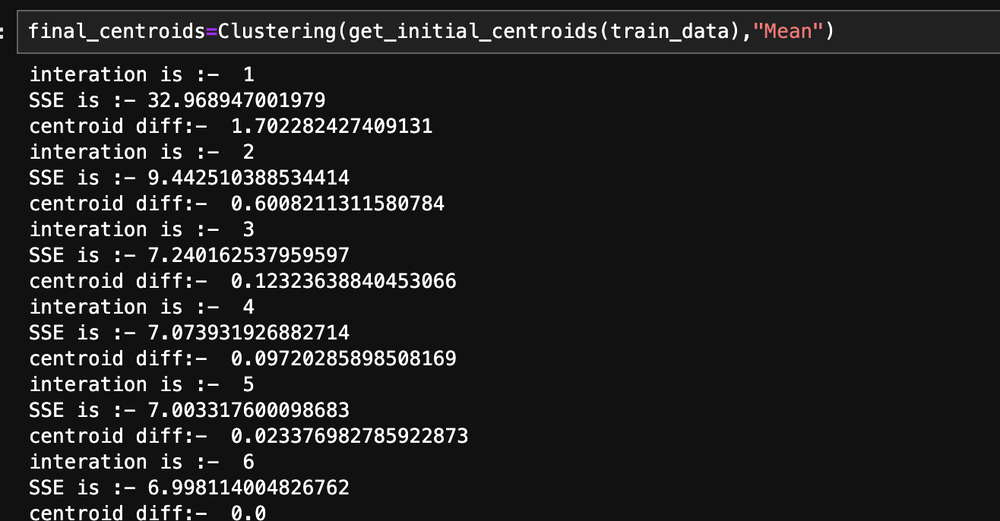 final_centroids=Clustering(get_initial_centroids(train_data),"Mean")
interation is :-  1
SSE is :- 32.968947001979
centroid diff:-  1.702282427409131
interation is :-  2
SSE is :- 9.442510388534414
centroid diff:-  0.6008211311580784
interation is :-  3
SSE is :- 7.240162537959597
centroid diff:-  0.12323638840453066
interation is :-  4
SSE is :- 7.073931926882714
centroid diff:-  0.09720285898508169
interation is :-  5
SSE is :- 7.003317600098683
centroid diff:-  0.023376982785922873
interation is :-  6
SSE is :- 6.998114004826762
centroid diff:-  0.0